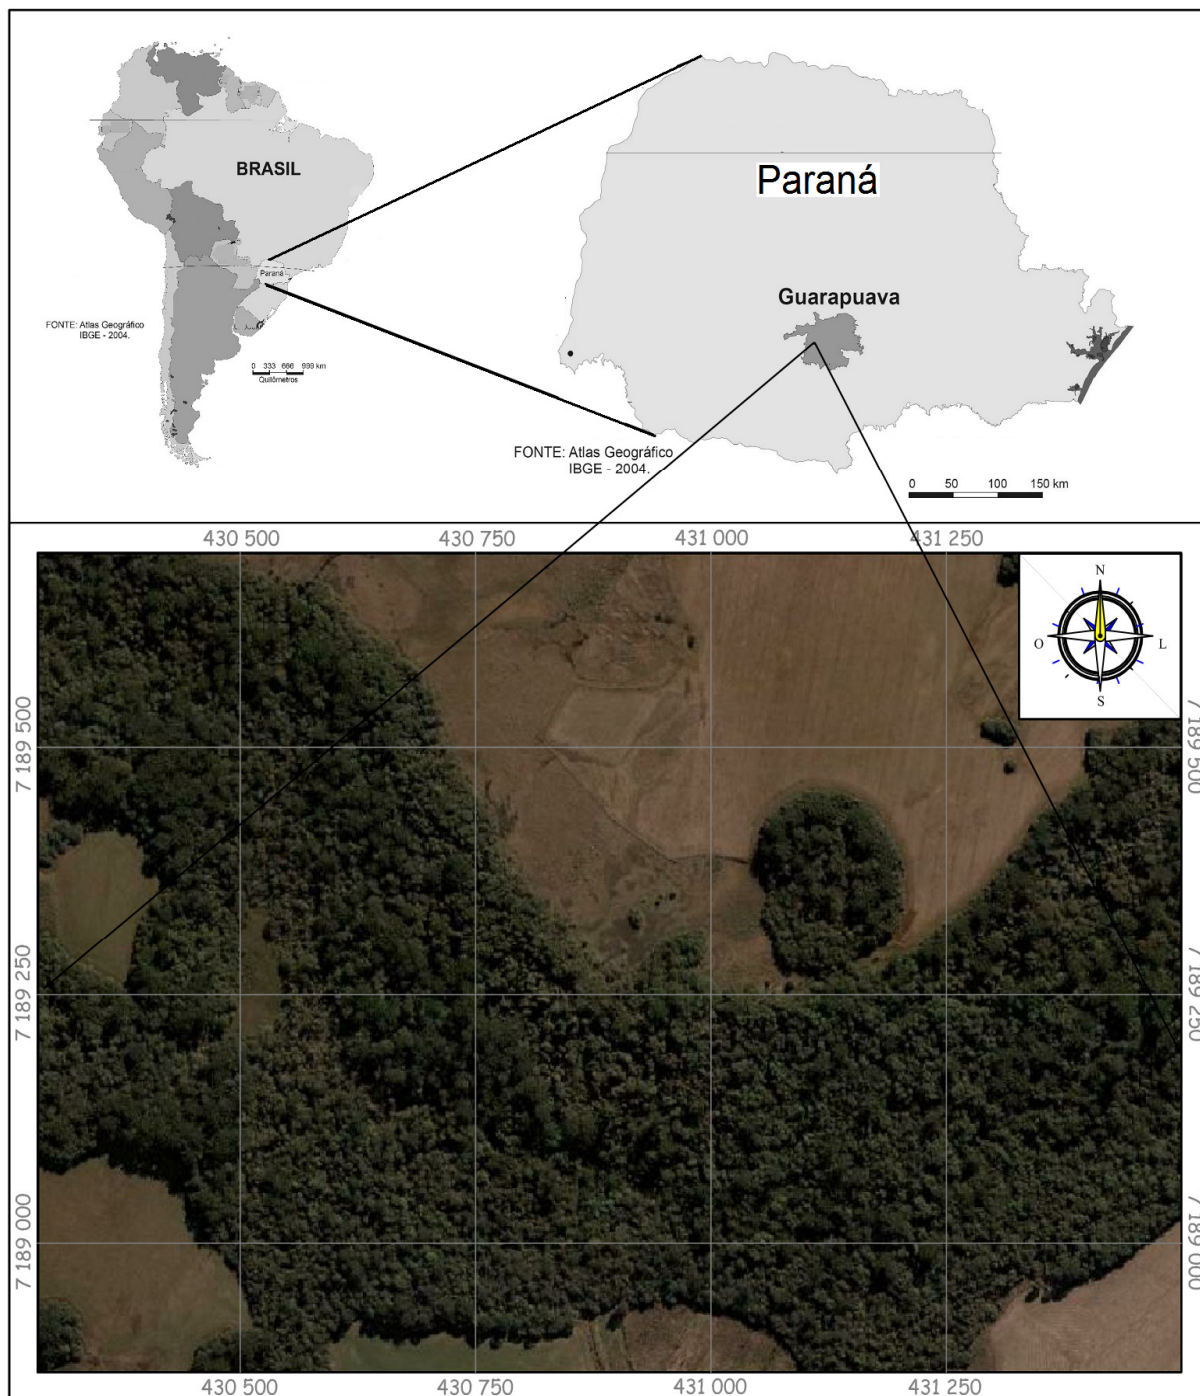 BRASIL
Paraná
FONTE: Atlas Geográfico
IBGE - 2004.
0 333 666 999 km
Quilômetros
Paraná
Guarapuava
FONTE: Atlas Geográfico
IBGE - 2004.
0 50 100 150 km
430 500 430 750 431 000 431 250
N
O L
S
7 189 500 7 189 500
7 189 250 7 189 250
7 189 000 7 189 000
430 500 430 750 431 000 431 250